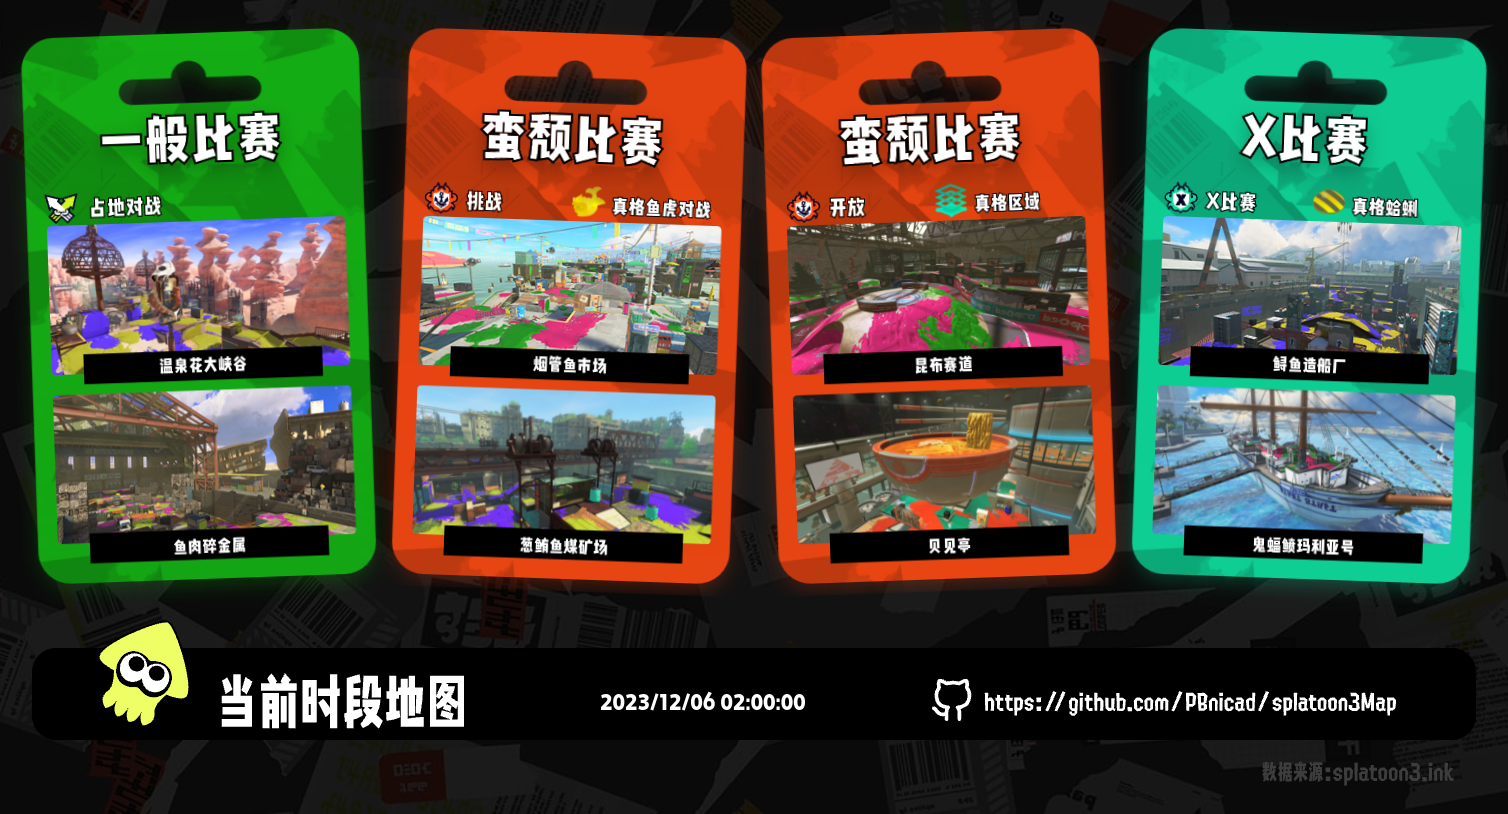 一般比赛
占地对战
温泉花大峡谷
鱼肉碎金属
蛮颓比赛
挑战
真格鱼虎对战
烟管鱼市场
葱鲔鱼煤矿场
蛮颓比赛
开放
真格区域
昆布赛道
贝贝亭
X比赛
X比赛
真格蛤蜊
鲟鱼造船厂
鬼蝠鲼玛利亚号
当前时段地图
2023/12/06 02:00:00
https://github.com/PBnicad/splatoon3Map
数据来源:splatoon3.ink